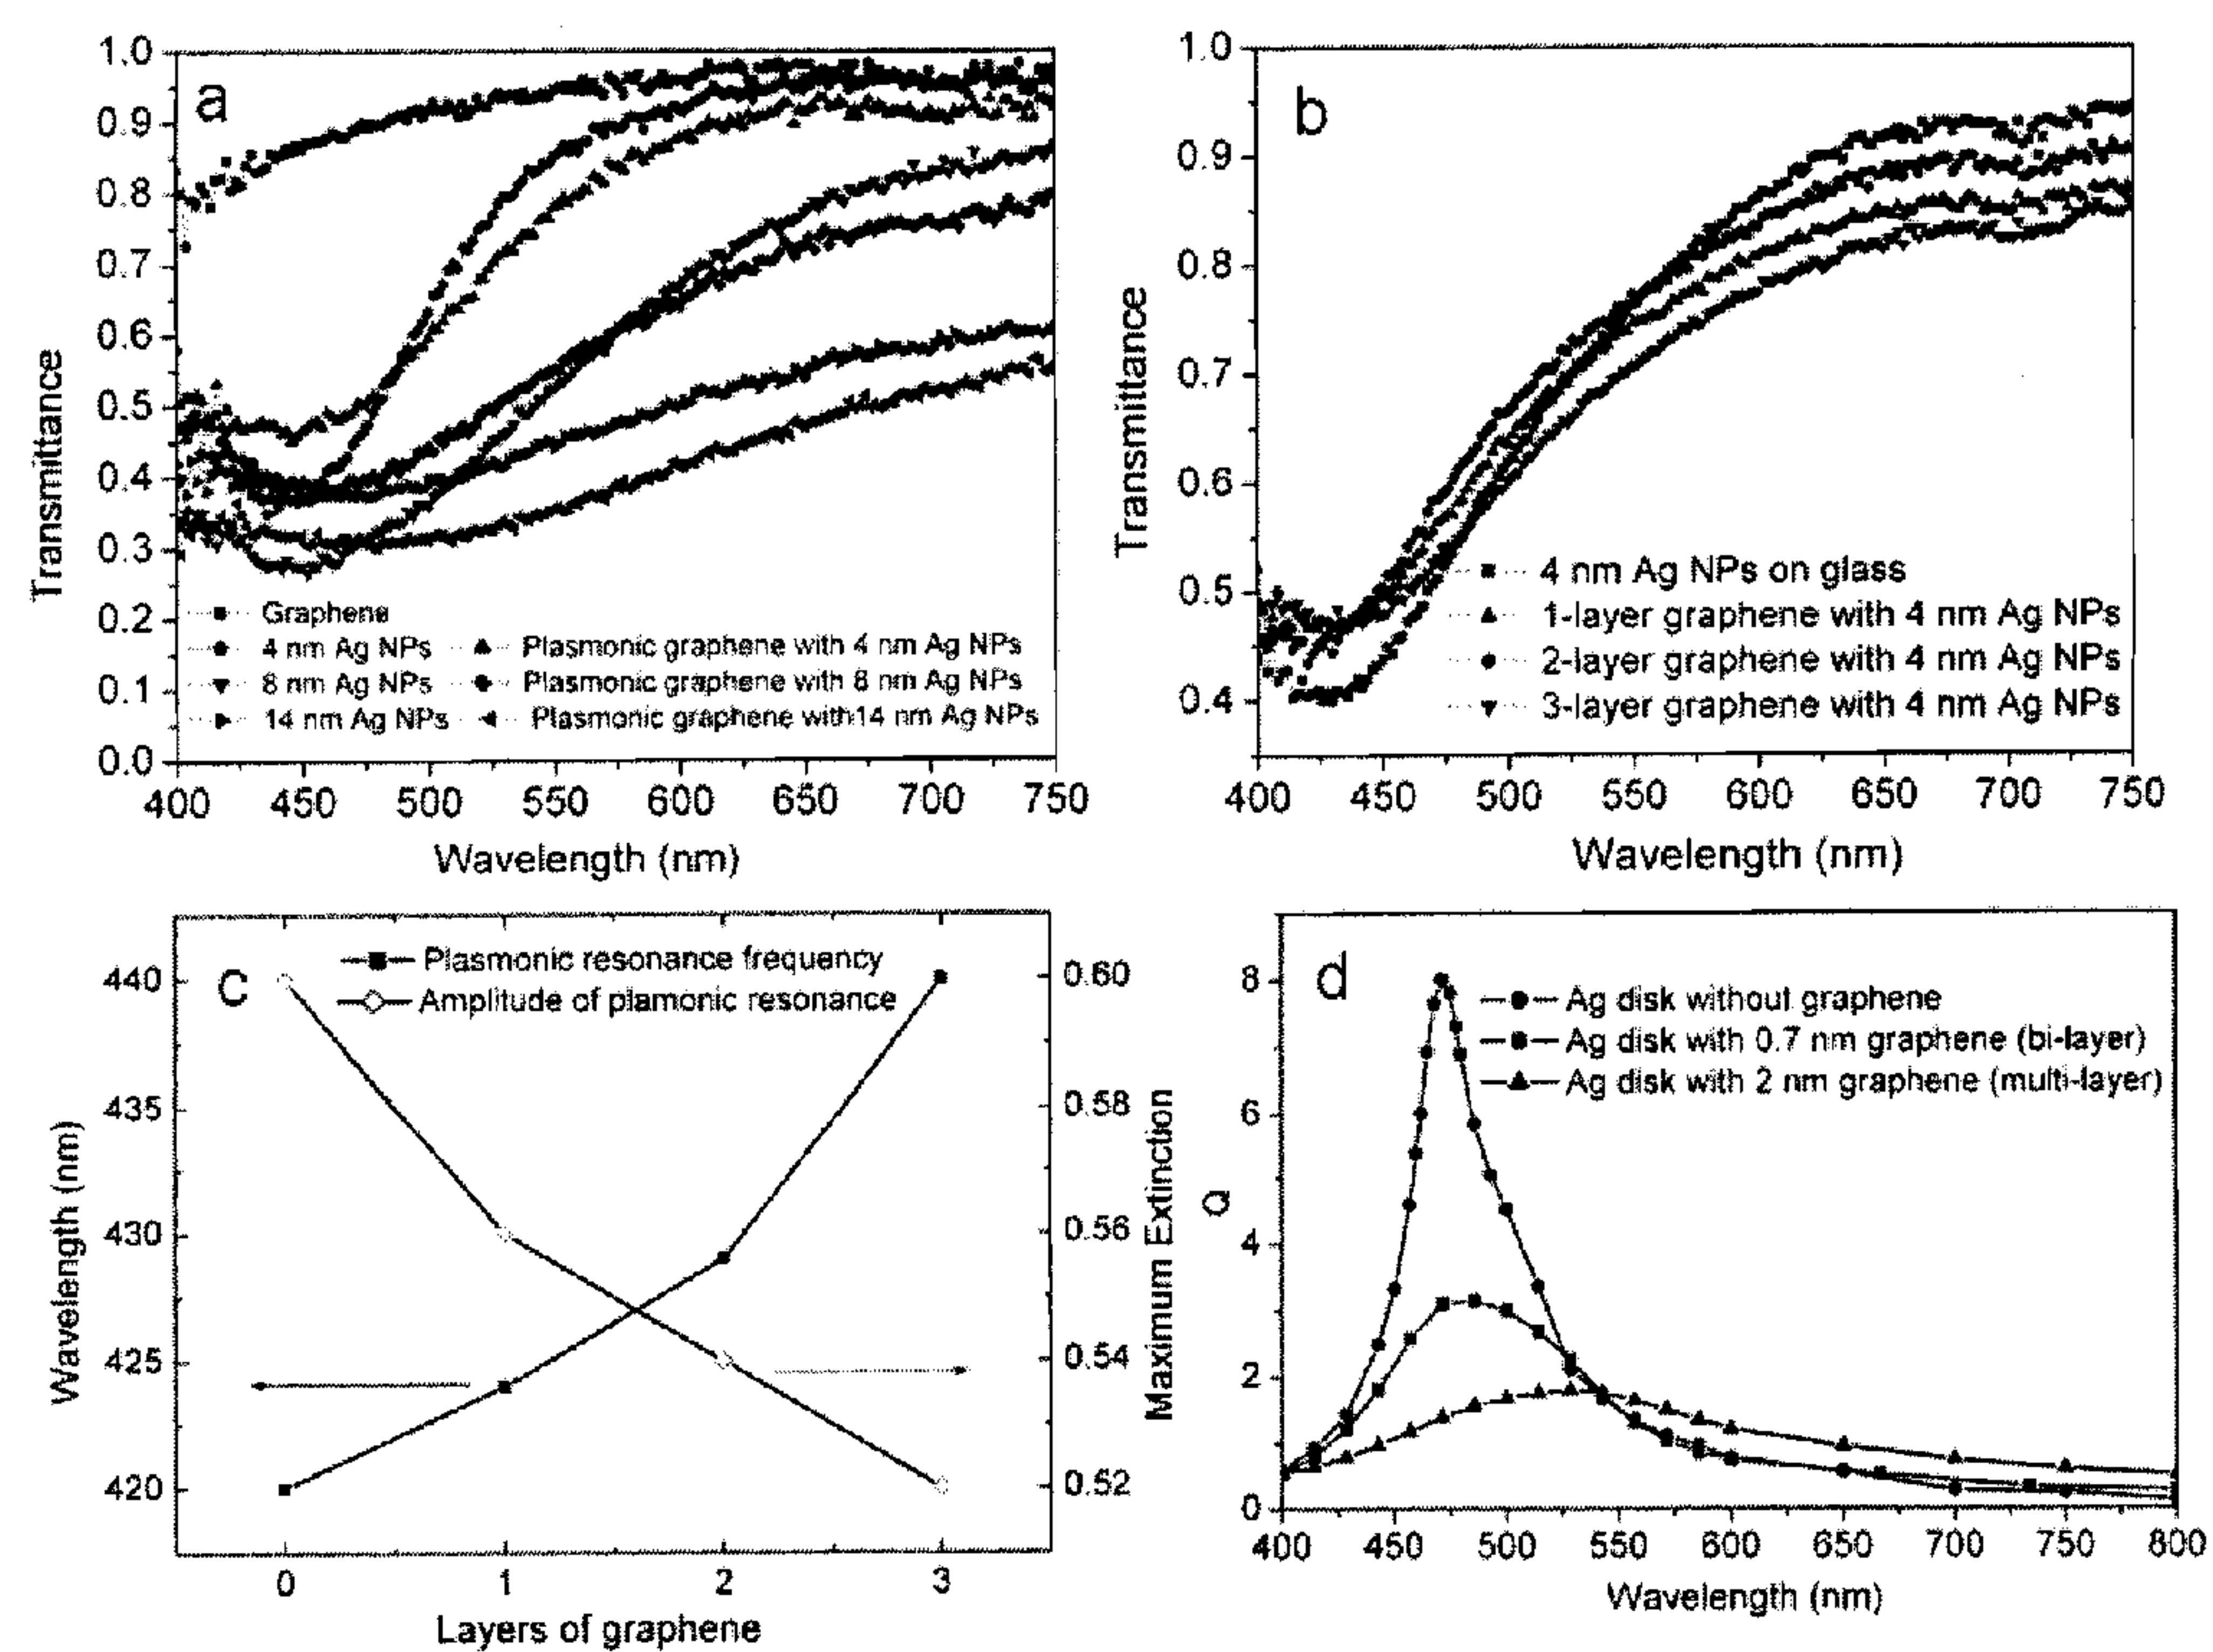 a
1.0
0.9
0.8
0.7
0.6
0.5
0.4
0.3
0.2
0.1
0.0
Transmittance
Graphene
4 nm Ag NPs
Plasmonic graphene with 4 nm Ag NPs
8 nm Ag NPs
Plasmonic graphene with 8 nm Ag NPs
14 nm Ag NPs
Plasmonic graphene with14 nm Ag NPs
400 450 500 550 600 650 700 750
Wavelength (nm)
b
1.0
0.9
0.8
0.7
0.6
0.5
0.4
Transmittance
4 nm Ag NPs on glass
1-layer graphene with 4 nm Ag NPs
2-layer graphene with 4 nm Ag NPs
3-layer graphene with 4 nm Ag NPs
400 450 500 550 600 650 700 750
Wavelength (nm)
c
Plasmonic resonance frequency
Amplitude of plamonic resonance
440
435
430
425
420
Wavelength (nm)
0.60
0.58
0.56
0.54
0.52
Maximum Extinction
0 1 2 3
Layers of graphene
d
Ag disk without graphene
Ag disk with 0.7 nm graphene (bi-layer)
Ag disk with 2 nm graphene (multi-layer)
8
6
4
2
0
Q
400 450 500 550 600 650 700 750 800
Wavelength (nm)